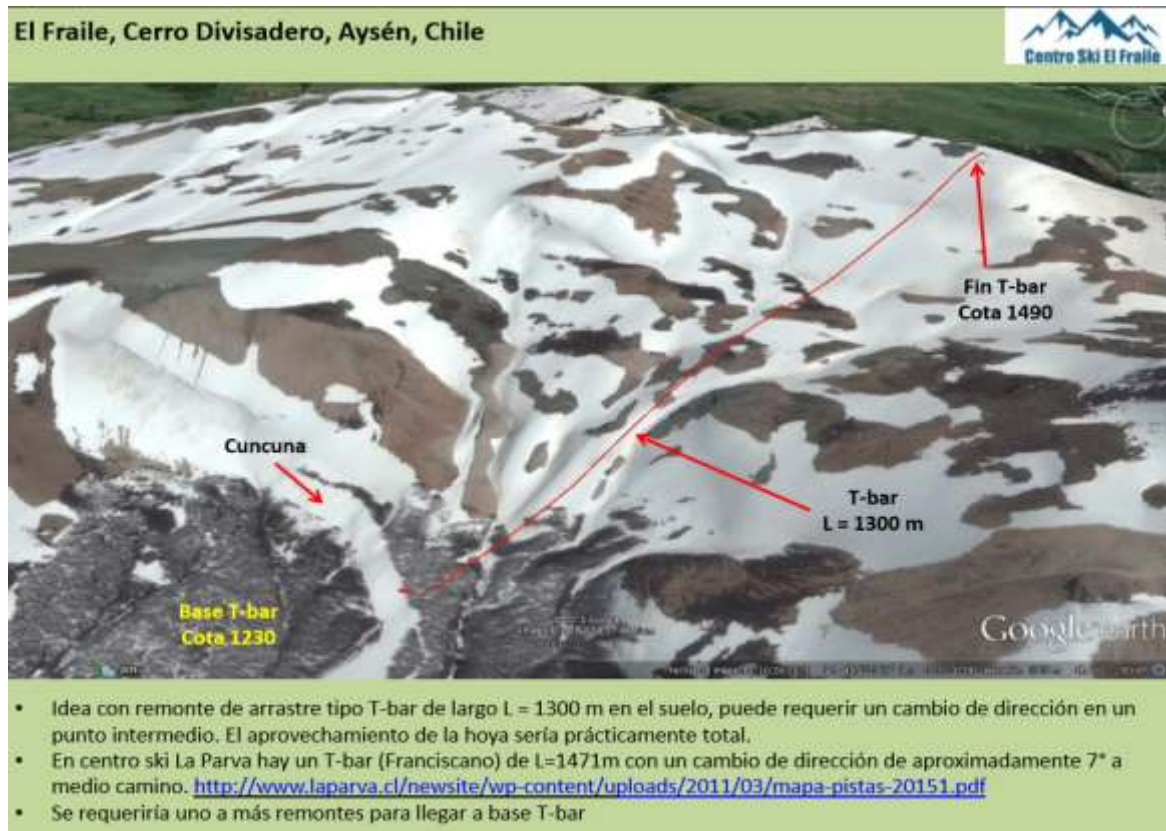 El Fraile, Cerro Divisadero, Aysén, Chile
Centro Ski El Fraile
Fin T-bar
Cota 1490
Cuncuna
T-bar
L = 1300 m
Base T-bar
Cota 1230
Google earth
• Idea con remonte de arrastre tipo T-bar de largo L = 1300 m en el suelo, puede requerir un cambio de dirección en un
punto intermedio. El aprovechamiento de la hoya sería prácticamente total.
• En centro ski La Parva hay un T-bar (Franciscano) de L=1471m con un cambio de dirección de aproximadamente 7° a
medio camino. http://www.laparva.cl/newsite/wp-content/uploads/2011/03/mapa-pistas-20151.pdf
• Se requeriría uno a más remontes para llegar a base T-bar